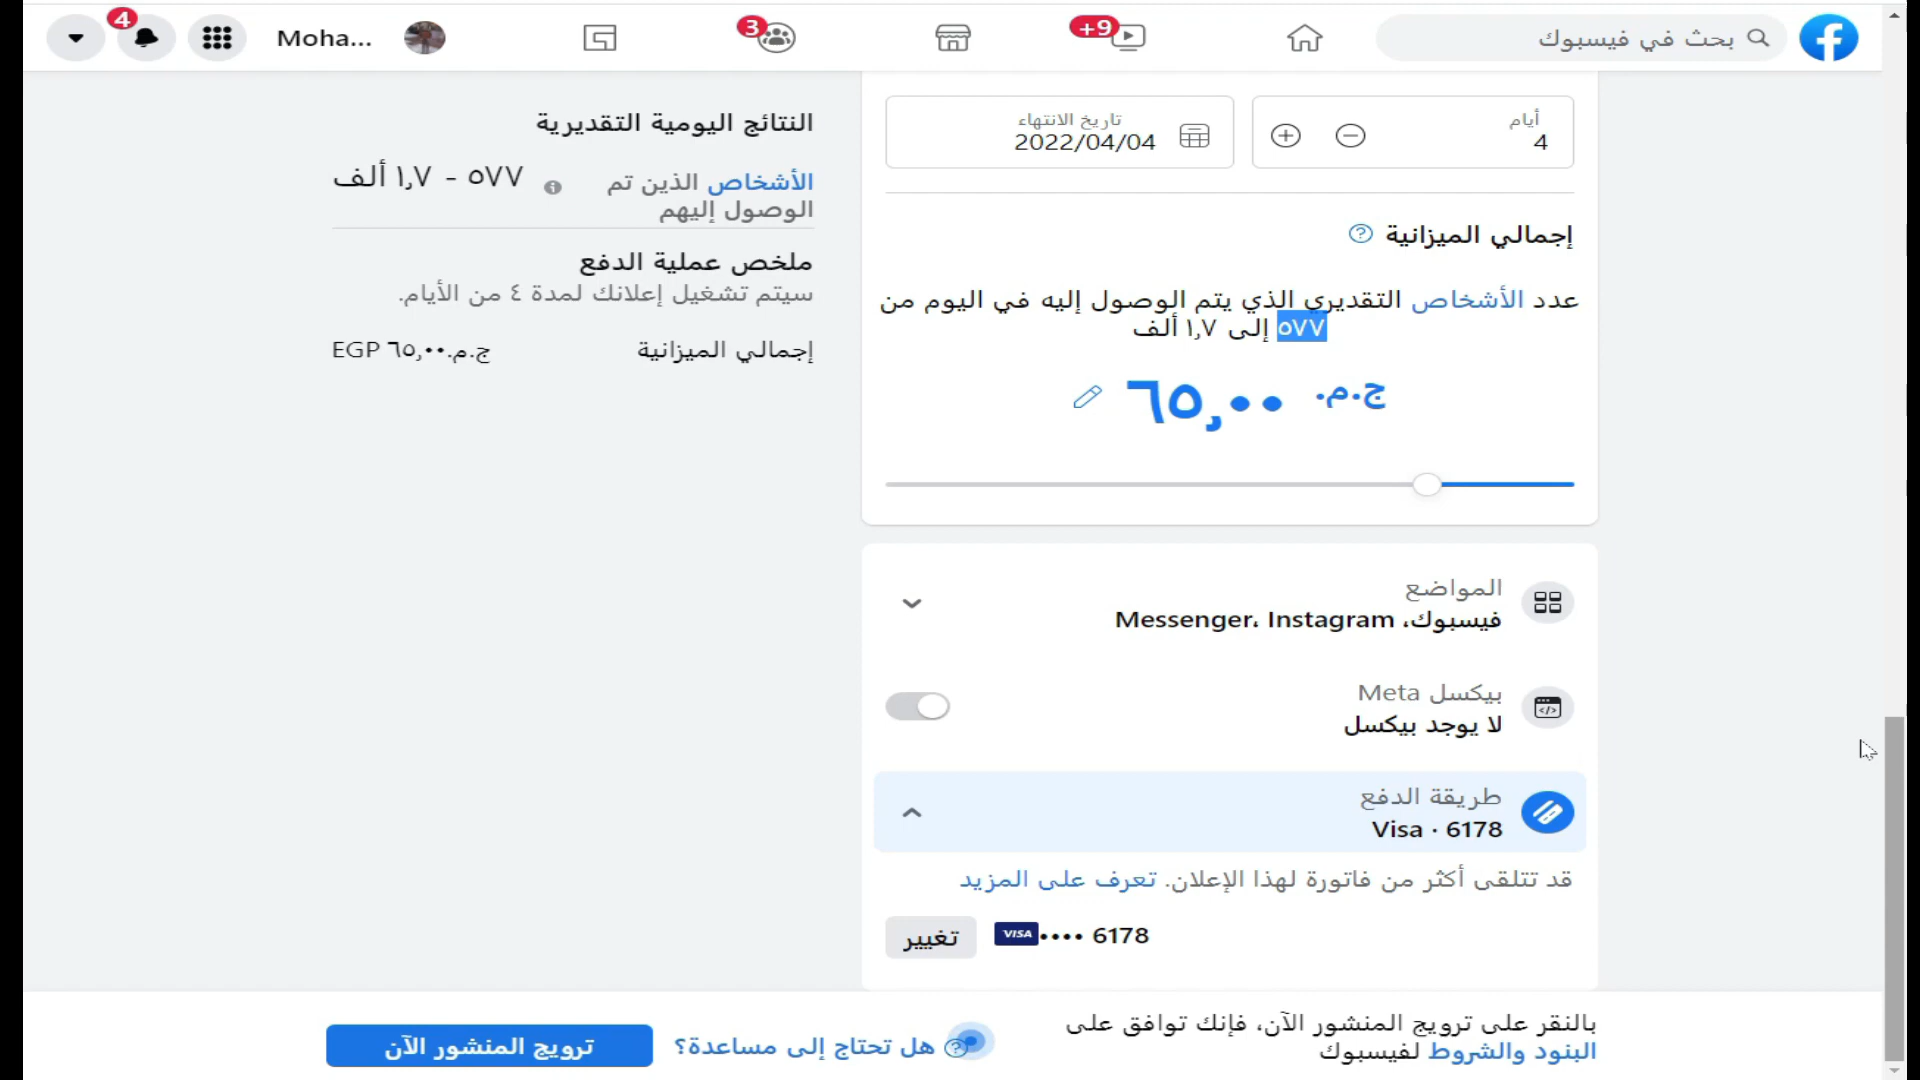 بحث في فيسبوك
9+
3
Moha...
4
أيام
4
تاريخ الانتهاء
2022/04/04
إجمالي الميزانية
عدد الأشخاص التقديري الذي يتم الوصول إليه في اليوم من
٥٧٧ إلى ١,٧ ألف
ج.م. ٦٥,٠٠
المواضع
فيسبوك، Messenger، Instagram
بيكسل Meta
لا يوجد بيكسل
طريقة الدفع
Visa · 6178
قد تتلقى أكثر من فاتورة لهذا الإعلان. تعرف على المزيد
VISA •••• 6178
تغيير
النتائج اليومية التقديرية
الأشخاص الذين تم
الوصول إليهم
٥٧٧ - ١,٧ ألف
ملخص عملية الدفع
سيتم تشغيل إعلانك لمدة ٤ من الأيام.
إجمالي الميزانية
ج.م.٦٥,٠٠ EGP
بالنقر على ترويج المنشور الآن، فإنك توافق على
البنود والشروط لفيسبوك
هل تحتاج إلى مساعدة؟
ترويج المنشور الآن